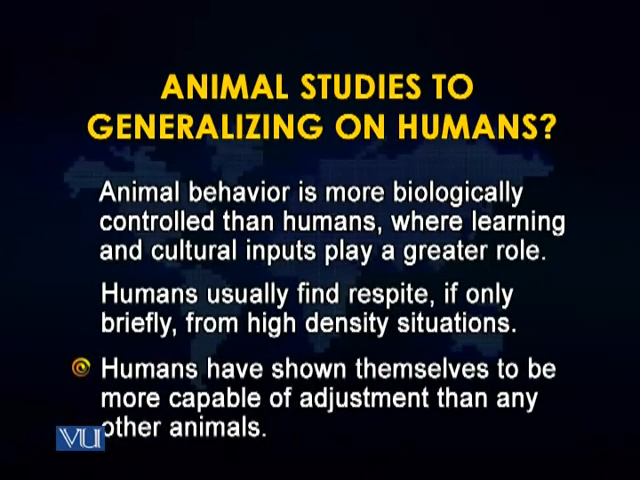 ANIMAL STUDIES TO
GENERALIZING ON HUMANS?
Animal behavior is more biologically
controlled than humans, where learning
and cultural inputs play a greater role.
Humans usually find respite, if only
briefly, from high density situations.
Humans have shown themselves to be
more capable of adjustment than any
other animals.
VU